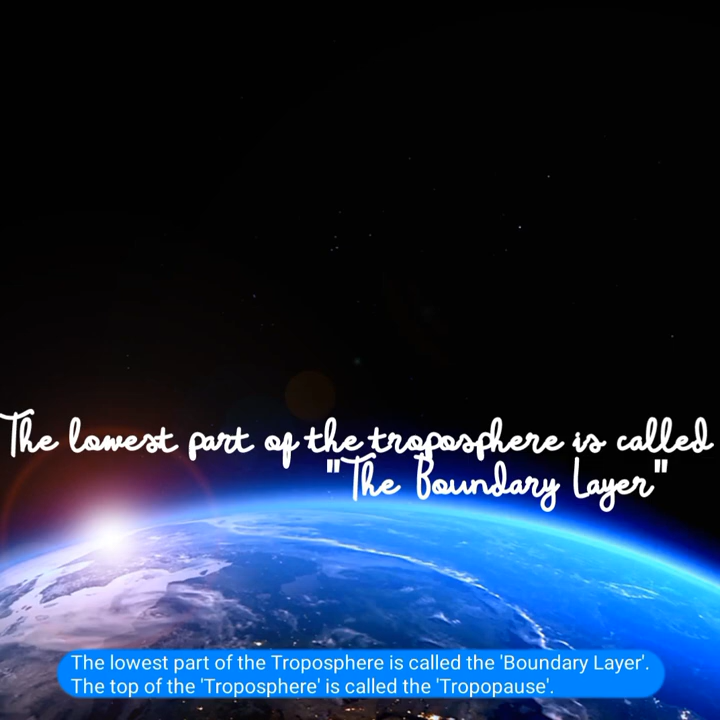 The lowest part of the troposphere is called
"The Boundary Layer"
The lowest part of the Troposphere is called the 'Boundary Layer'.
The top of the 'Troposphere' is called the 'Tropopause'.